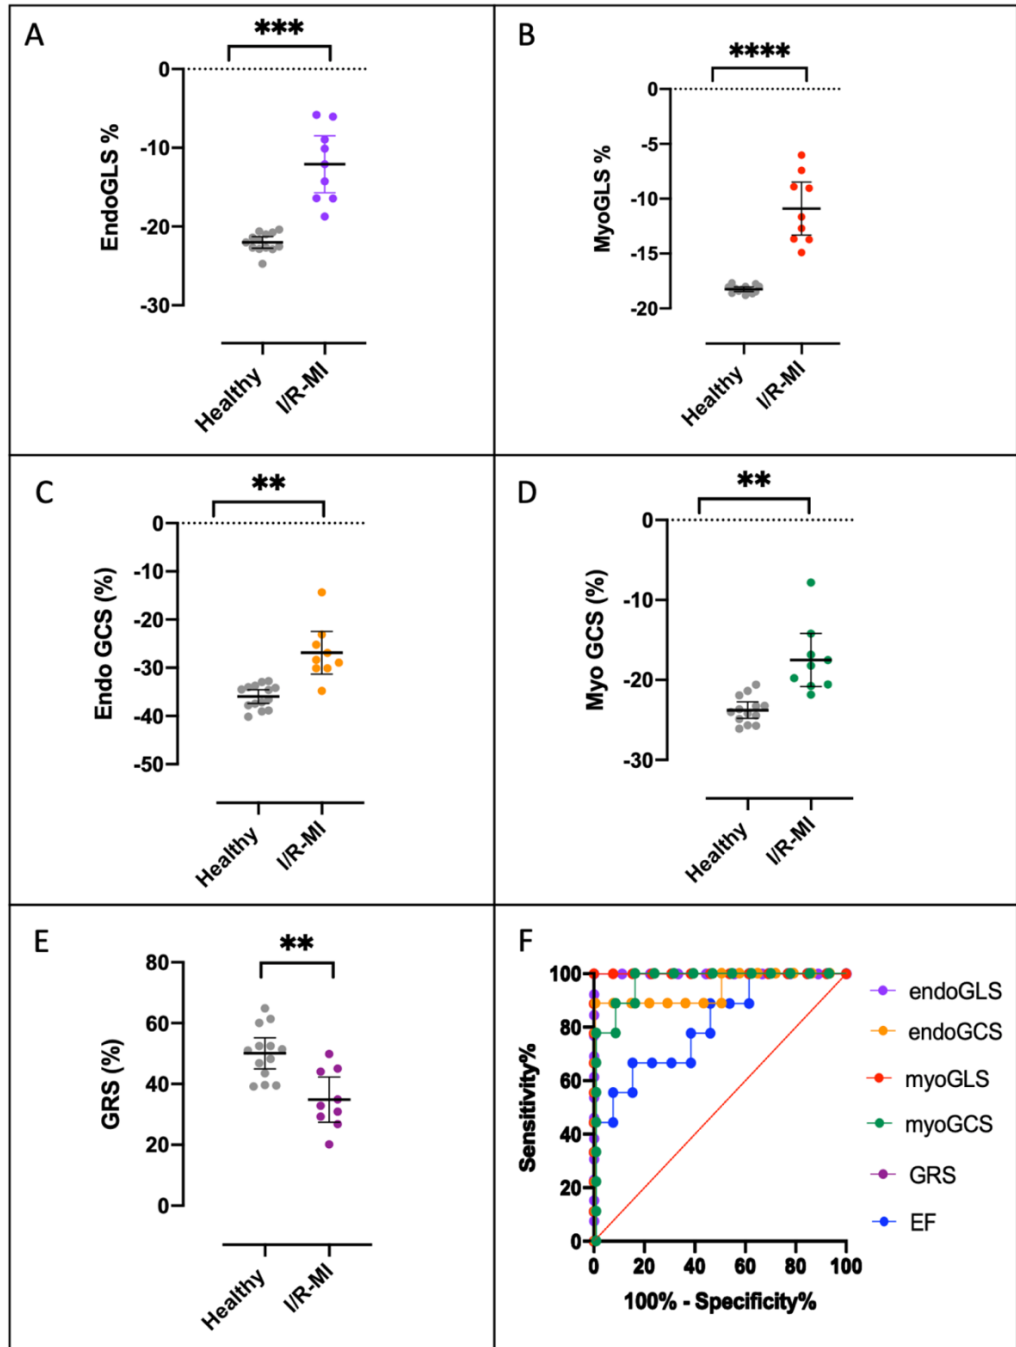 A
***
EndoGLS %
0
-10
-20
-30
Healthy
I/R-MI
B
****
MyoGLS %
0
-5
-10
-15
-20
Healthy
I/R-MI
C
**
Endo GCS (%)
0
-10
-20
-30
-40
-50
Healthy
I/R-MI
D
**
Myo GCS (%)
0
-10
-20
-30
Healthy
I/R-MI
E
**
GRS (%)
80
60
40
20
0
Healthy
I/R-MI
F
Sensitivity%
100
80
60
40
20
0
0 20 40 60 80 100
100% - Specificity%
endoGLS
endoGCS
myoGLS
myoGCS
GRS
EF